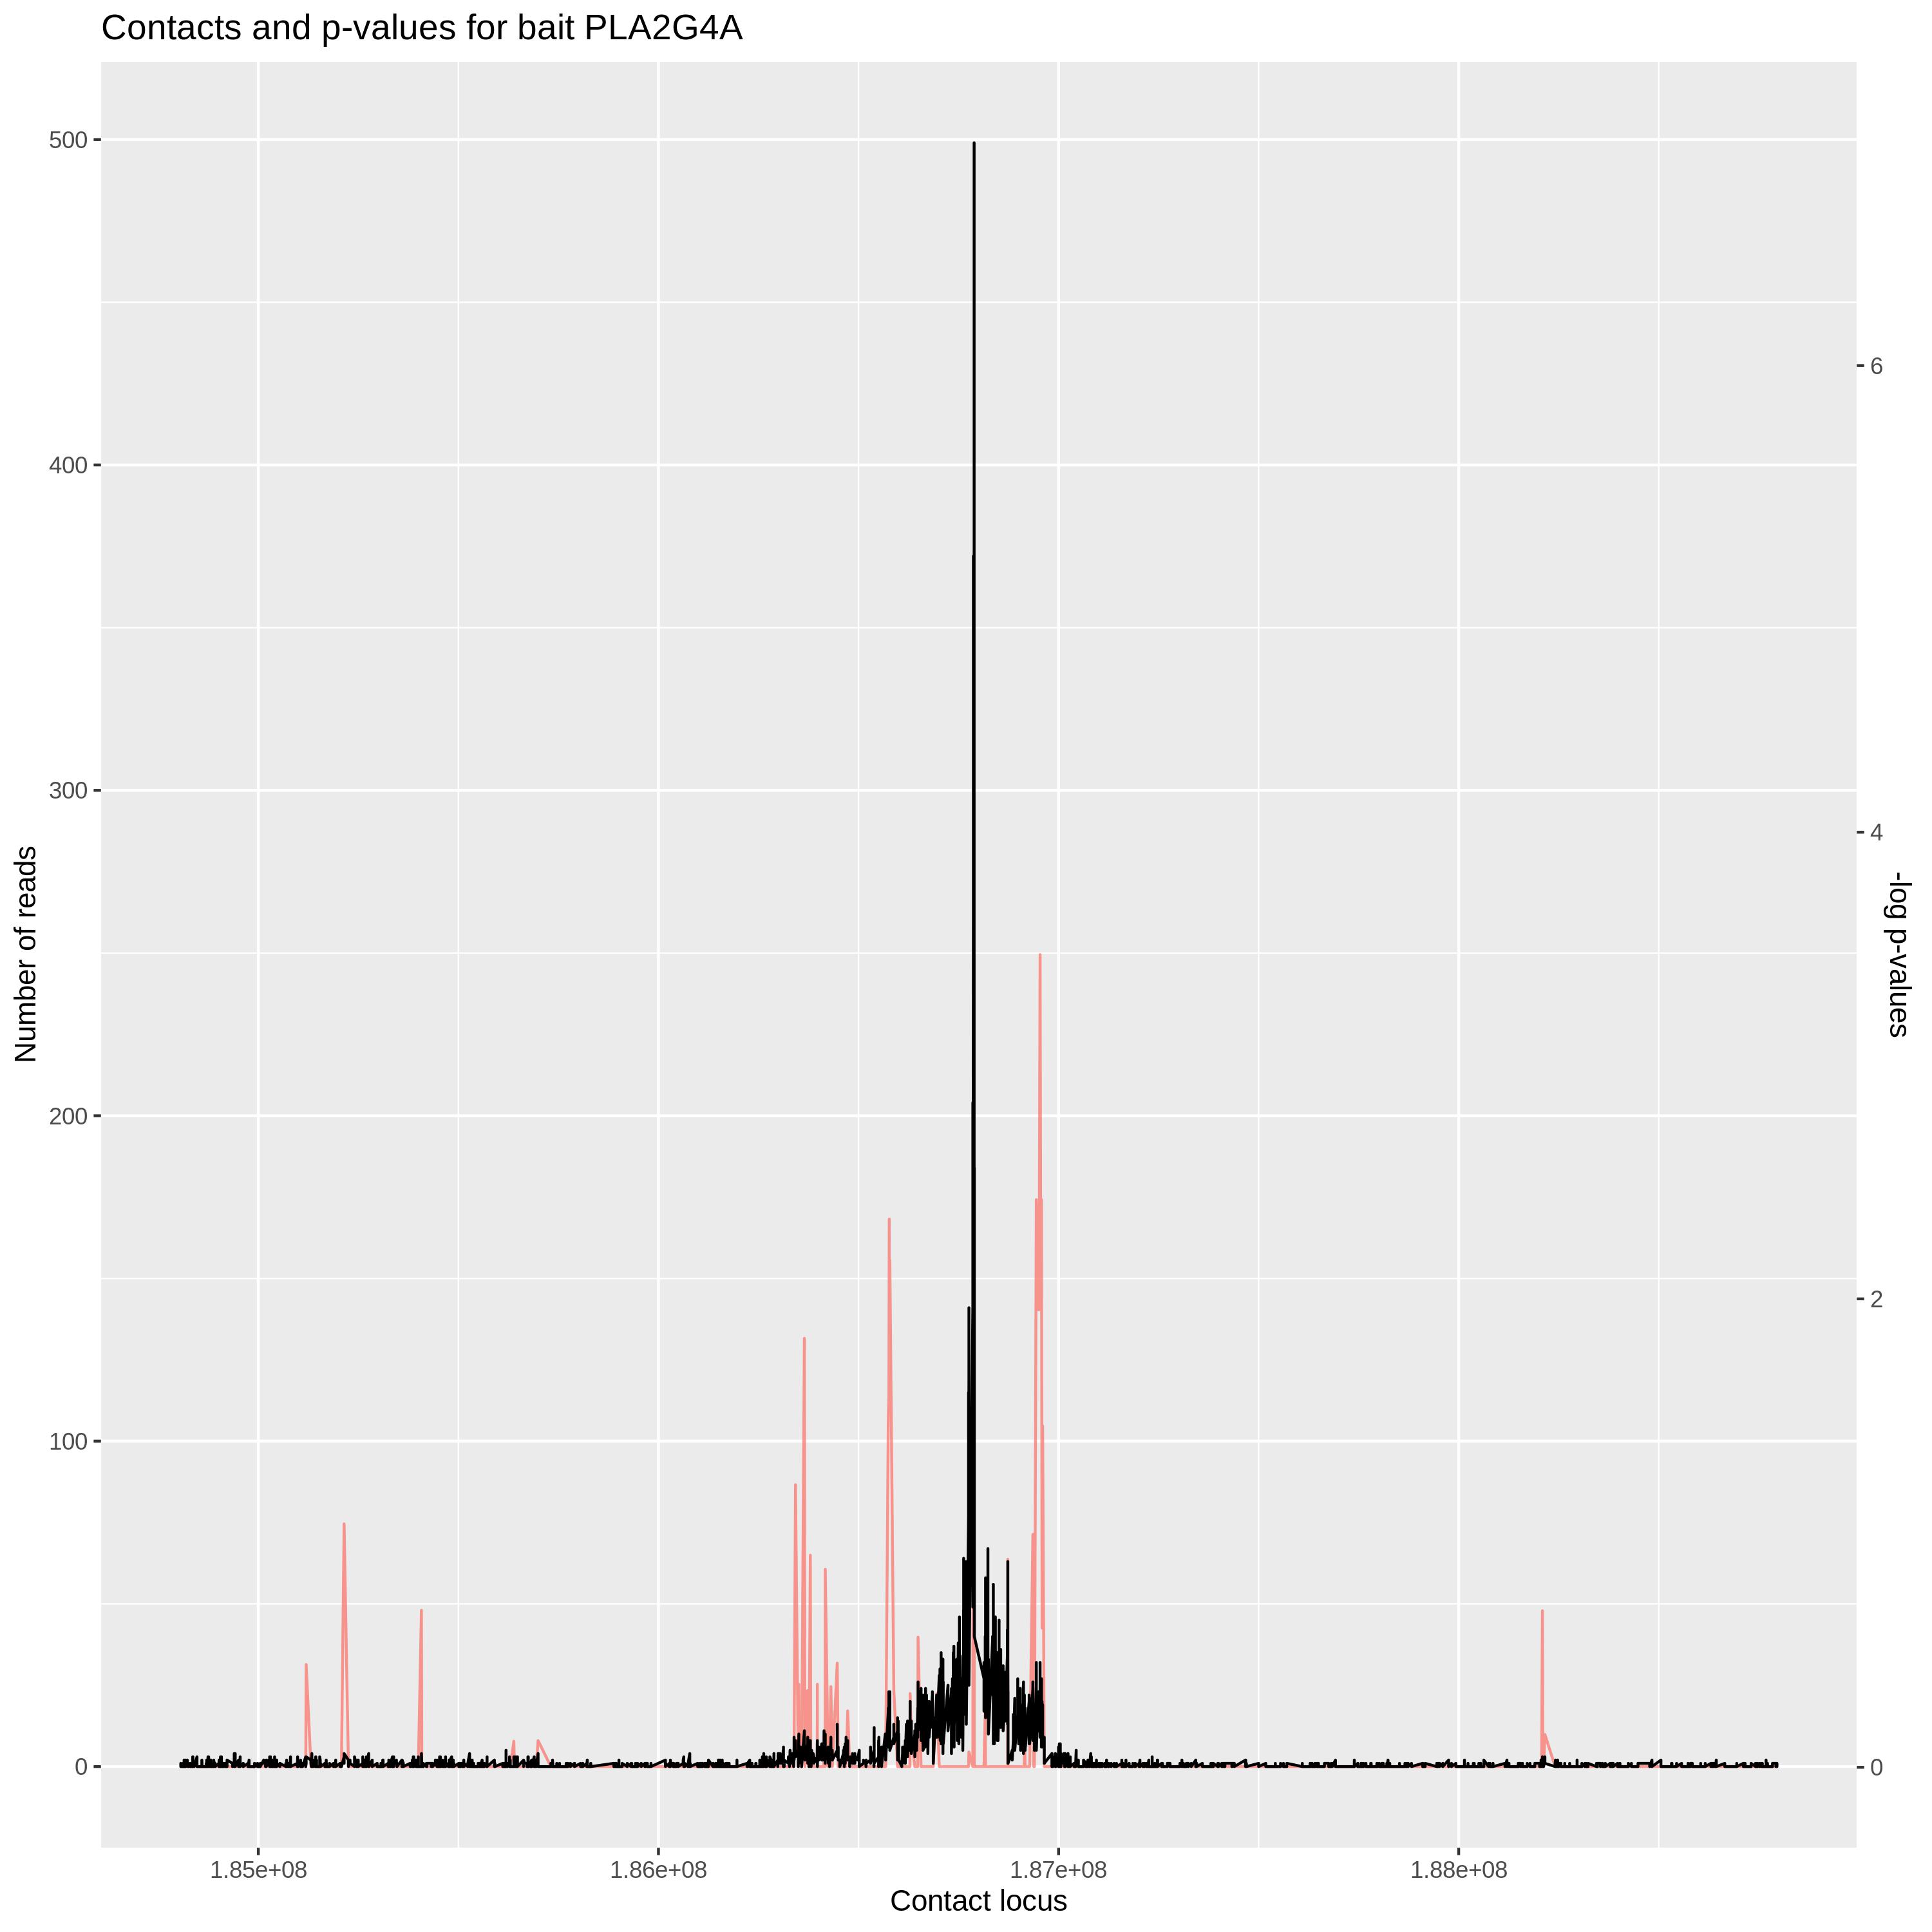 Contacts and p-values for bait PLA2G4A
500
400
300
200
100
0
Number of reads
6
4
2
0
-log p-values
1.85e+08
1.86e+08
1.87e+08
1.88e+08
Contact locus